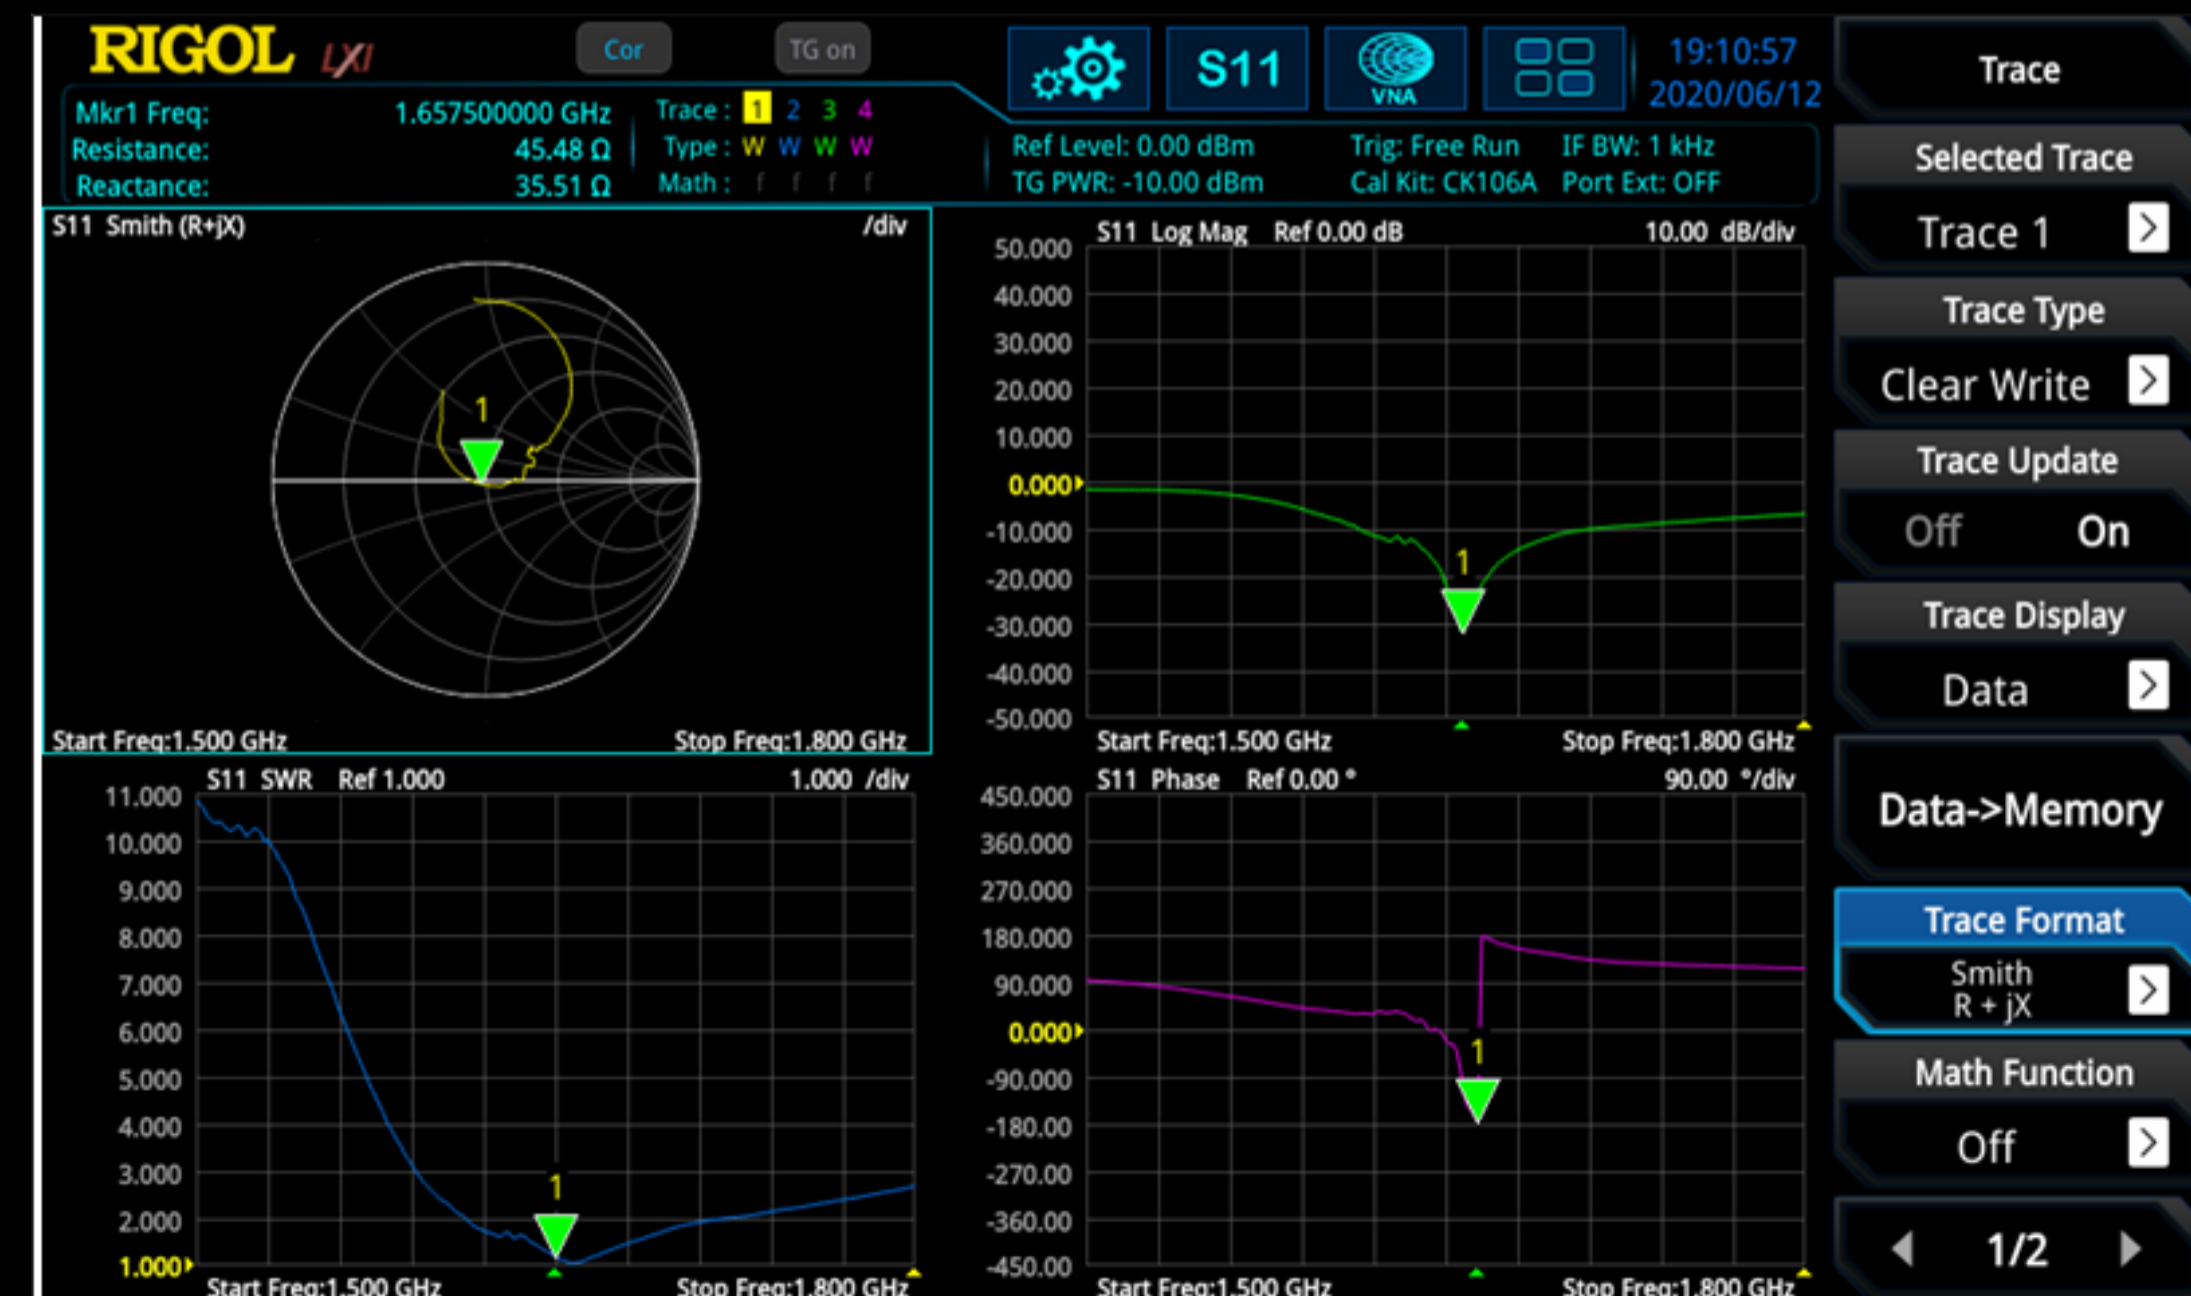 RIGOL LXI
Cor
TG on
S11
VNA
19:10:57
2020/06/12
Mkr1 Freq: 1.657500000 GHz
Resistance: 45.48 Ω
Reactance: 35.51 Ω
Trace : 1 2 3 4
Type : W W W W
Math : f f f f
Ref Level: 0.00 dBm
TG PWR: -10.00 dBm
Trig: Free Run
Cal Kit: CK106A
IF BW: 1 kHz
Port Ext: OFF
S11 Smith (R+jX) /div
1
Start Freq:1.500 GHz Stop Freq:1.800 GHz
S11 Log Mag Ref 0.00 dB 10.00 dB/div
50.000
40.000
30.000
20.000
10.000
0.000
-10.000
-20.000
-30.000
-40.000
-50.000
1
Start Freq:1.500 GHz Stop Freq:1.800 GHz
S11 SWR Ref 1.000 1.000 /div
11.000
10.000
9.000
8.000
7.000
6.000
5.000
4.000
3.000
2.000
1.000
1
Start Freq:1.500 GHz Stop Freq:1.800 GHz
S11 Phase Ref 0.00 ° 90.00 °/div
450.000
360.000
270.000
180.000
90.000
0.000
-90.000
-180.00
-270.00
-360.00
-450.00
1
Start Freq:1.500 GHz Stop Freq:1.800 GHz
Trace
Selected Trace
Trace 1
Trace Type
Clear Write
Trace Update
Off On
Trace Display
Data
Data->Memory
Trace Format
Smith
R + jX
Math Function
Off
1/2